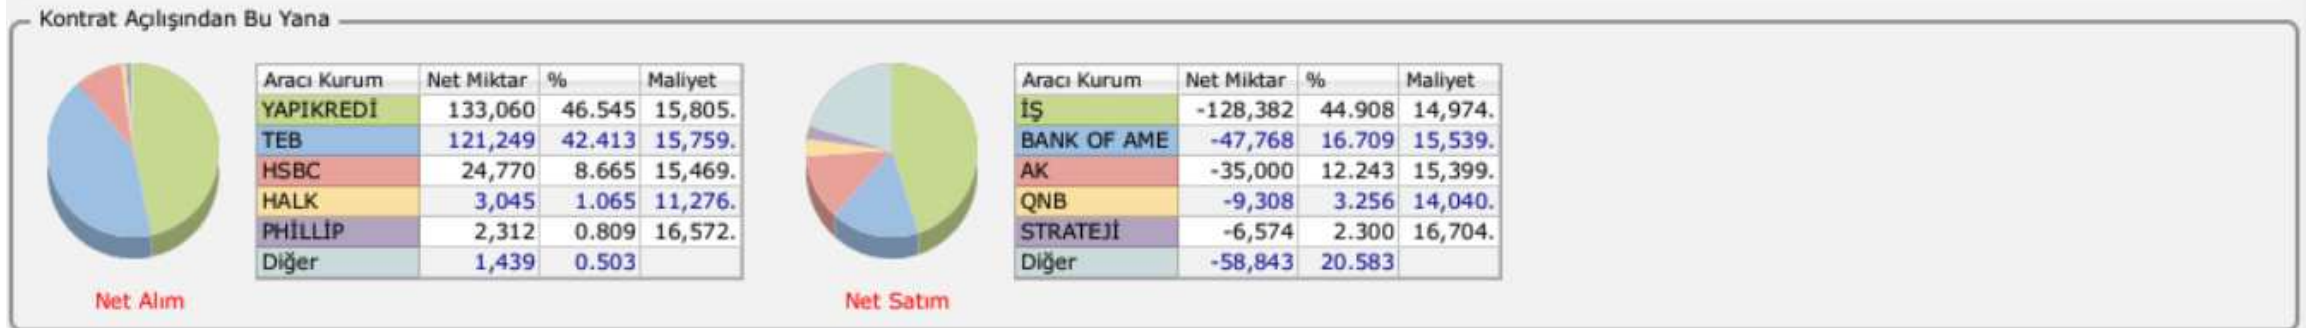 Kontrat Açılışından Bu Yana
Aracı Kurum Net Miktar % Maliyet
YAPIKREDİ 133,060 46.545 15,805.
TEB 121,249 42.413 15,759.
HSBC 24,770 8.665 15,469.
HALK 3,045 1.065 11,276.
PHİLLİP 2,312 0.809 16,572.
Diğer 1,439 0.503
Net Alım
Aracı Kurum Net Miktar % Maliyet
İŞ -128,382 44.908 14,974.
BANK OF AME -47,768 16.709 15,539.
AK -35,000 12.243 15,399.
QNB -9,308 3.256 14,040.
STRATEJİ -6,574 2.300 16,704.
Diğer -58,843 20.583
Net Satım